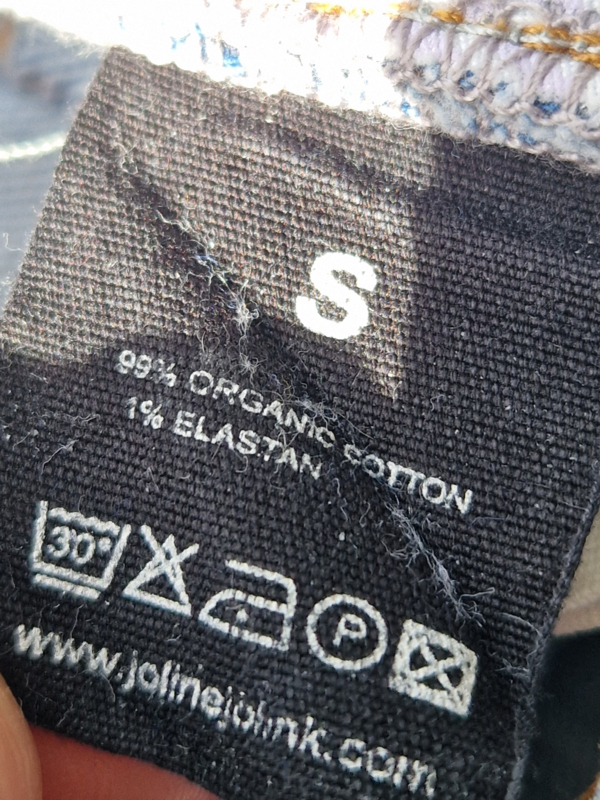 S
99% ORGANIC COTTON
1% ELASTAN
30°
P
www.jolinejolink.com